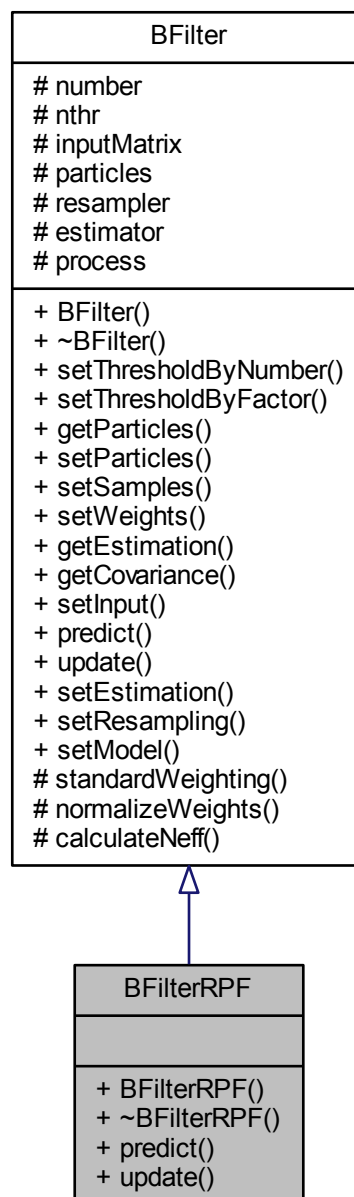 BFilter
# number
# nthr
# inputMatrix
# particles
# resampler
# estimator
# process
+ BFilter()
+ ~BFilter()
+ setThresholdByNumber()
+ setThresholdByFactor()
+ getParticles()
+ setParticles()
+ setSamples()
+ setWeights()
+ getEstimation()
+ getCovariance()
+ setInput()
+ predict()
+ update()
+ setEstimation()
+ setResampling()
+ setModel()
# standardWeighting()
# normalizeWeights()
# calculateNeff()
BFilterRPF
+ BFilterRPF()
+ ~BFilterRPF()
+ predict()
+ update()